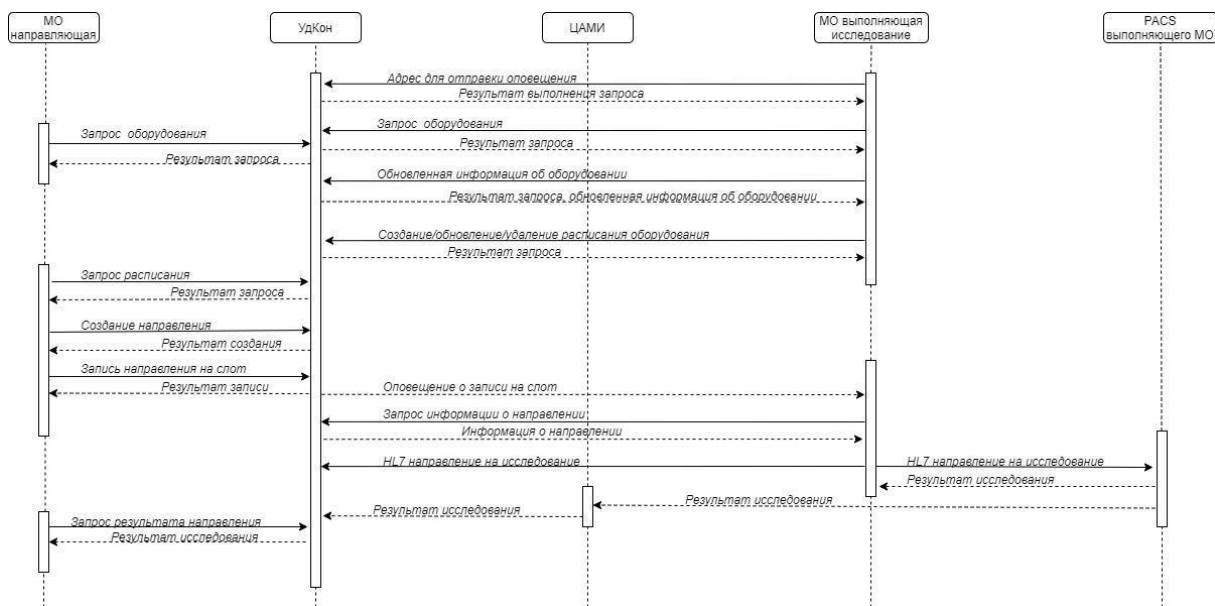 МО
направляющая
УдКон
ЦАМИ
МО выполняющая
исследование
PACS
выполняющего МО
Адрес для отправки оповещения
Результат выполнения запроса
Запрос оборудования
Запрос оборудования
Результат запроса
Результат запроса
Обновленная информация об оборудовании
Результат запроса, обновленная информация об оборудовании
Создание/обновление/удаление расписания оборудования
Результат запроса
Запрос расписания
Результат запроса
Создание направления
Результат создания
Запись направления на слот
Результат записи
Оповещение о записи на слот
Запрос информации о направлении
Информация о направлении
HL7 направление на исследование
HL7 направление на исследование
Результат исследования
Результат исследования
Результат исследования
Запрос результата направления
Результат исследования